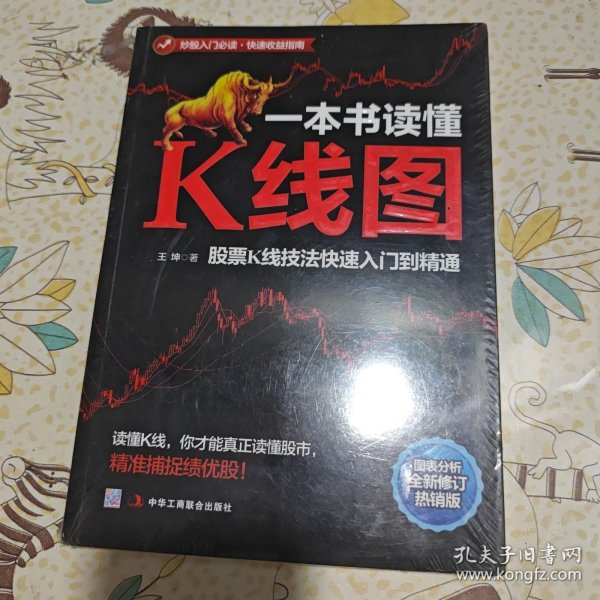 炒股入门必读·快速收益指南
一本书读懂
K线图
王 坤◎著
股票K线技法快速入门到精通
读懂K线，你才能真正读懂股市，
精准捕捉绩优股！
图表分析
全新修订
热销版
中华工商联合出版社
孔夫子旧书网
www.kongfz.com